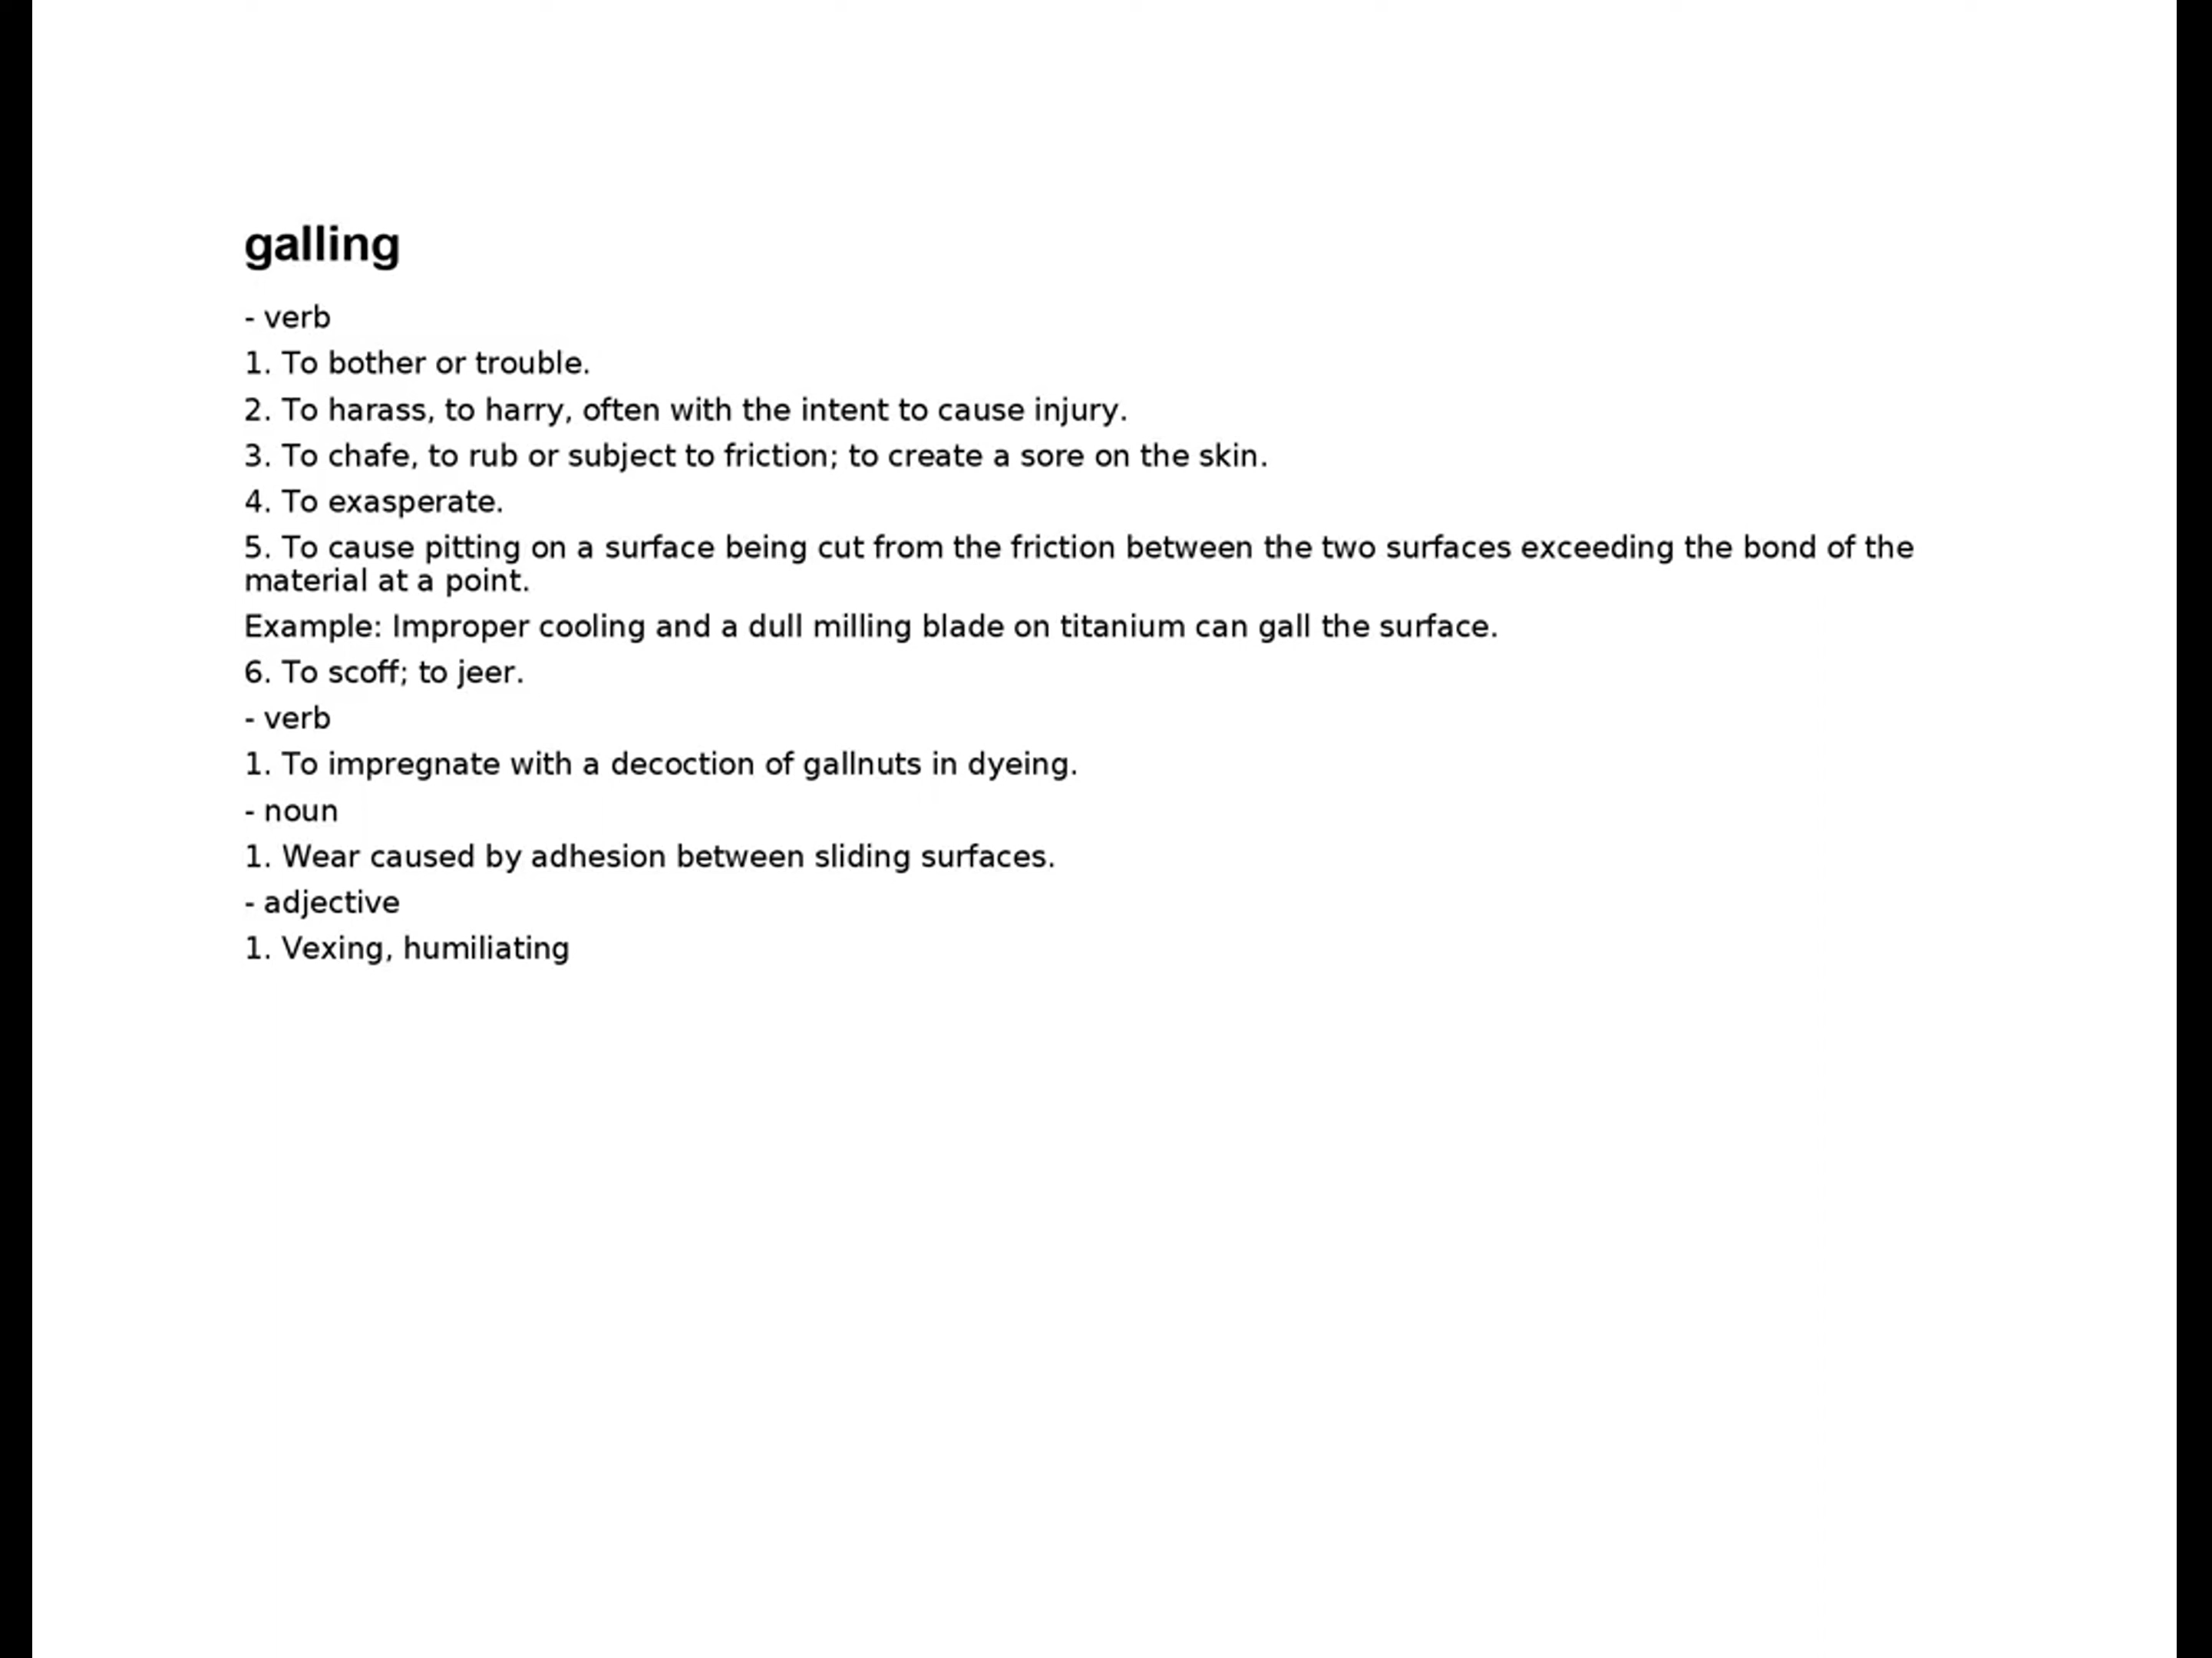 galling
- verb
1. To bother or trouble.
2. To harass, to harry, often with the intent to cause injury.
3. To chafe, to rub or subject to friction; to create a sore on the skin.
4. To exasperate.
5. To cause pitting on a surface being cut from the friction between the two surfaces exceeding the bond of the
material at a point.
Example: Improper cooling and a dull milling blade on titanium can gall the surface.
6. To scoff; to jeer.
- verb
1. To impregnate with a decoction of gallnuts in dyeing.
- noun
1. Wear caused by adhesion between sliding surfaces.
- adjective
1. Vexing, humiliating